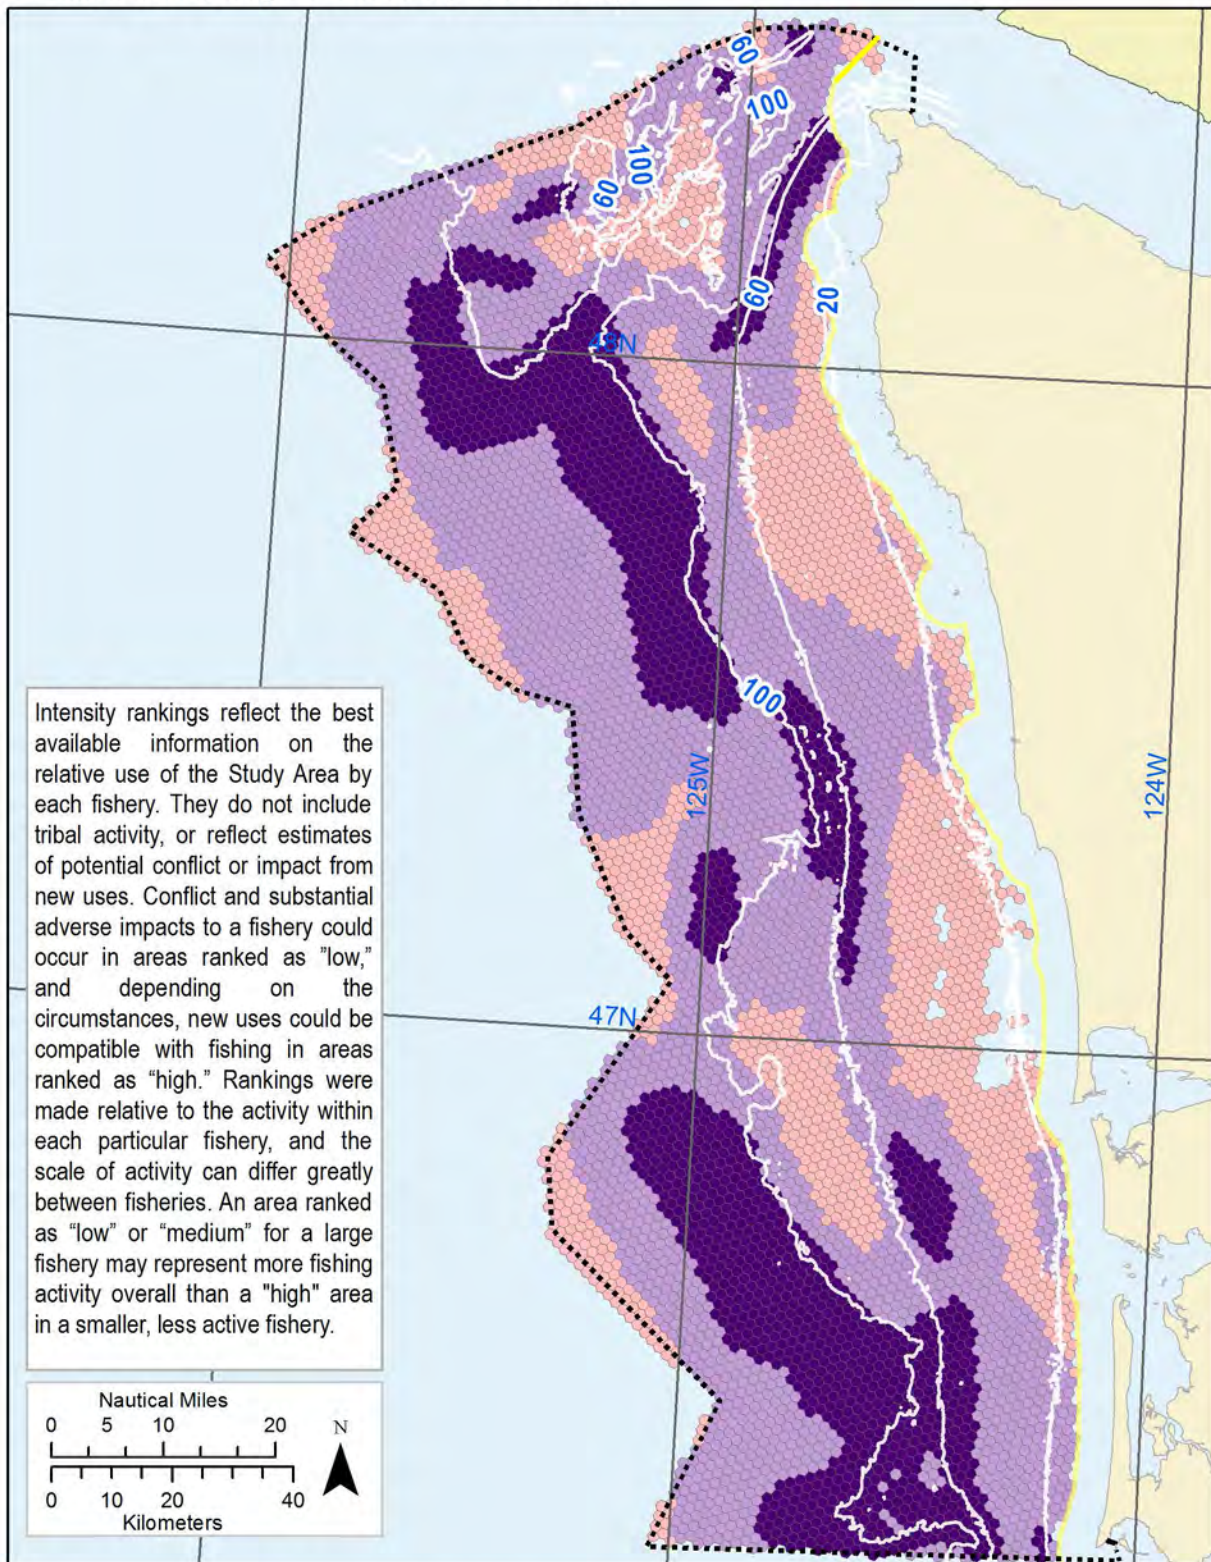 60
100
100
60
60
20
48N
100
125W
124W
47N
Intensity rankings reflect the best
available information on the
relative use of the Study Area by
each fishery. They do not include
tribal activity, or reflect estimates
of potential conflict or impact from
new uses. Conflict and substantial
adverse impacts to a fishery could
occur in areas ranked as ”low,”
and depending on the
circumstances, new uses could be
compatible with fishing in areas
ranked as “high.” Rankings were
made relative to the activity within
each particular fishery, and the
scale of activity can differ greatly
between fisheries. An area ranked
as “low” or “medium” for a large
fishery may represent more fishing
activity overall than a "high" area
in a smaller, less active fishery.
Nautical Miles
0 5 10 20
N
0 10 20 40
Kilometers